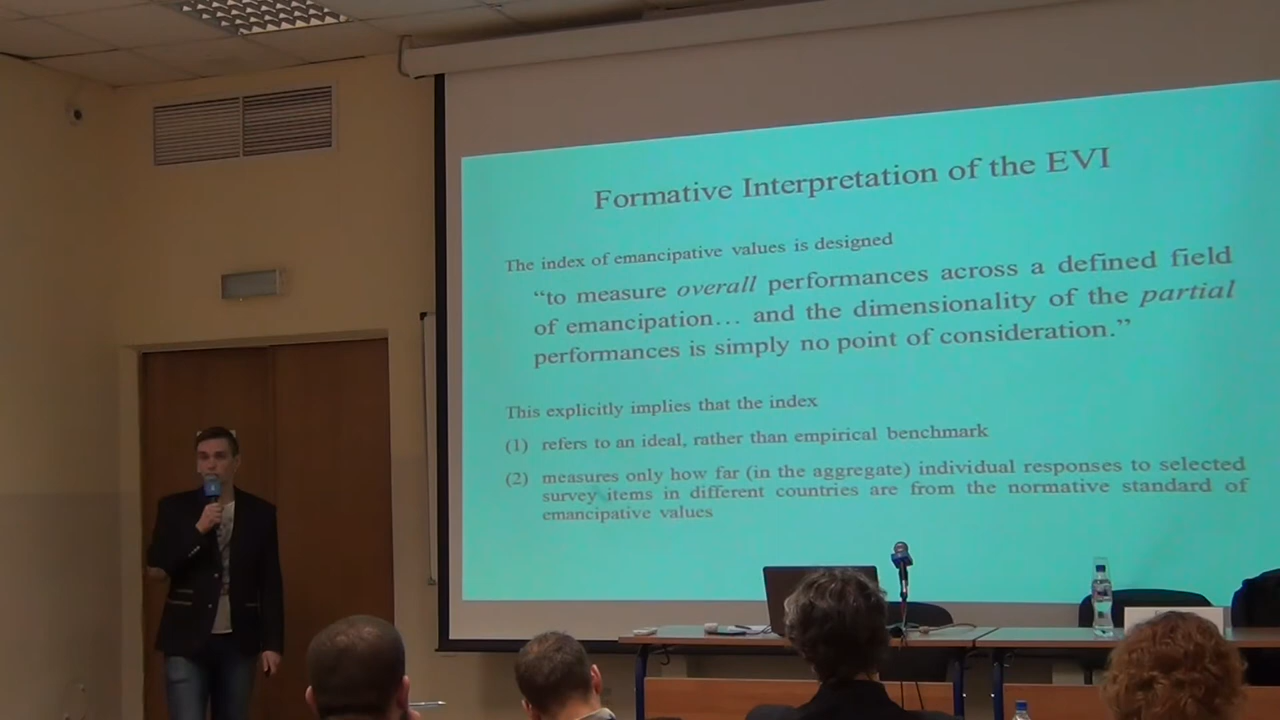 Formative Interpretation of the EVI
The index of emancipative values is designed
“to measure overall performances across a defined field
of emancipation… and the dimensionality of the partial
performances is simply no point of consideration.”
This explicitly implies that the index
(1) refers to an ideal, rather than empirical benchmark
(2) measures only how far (in the aggregate) individual responses to selected
survey items in different countries are from the normative standard of
emancipative values